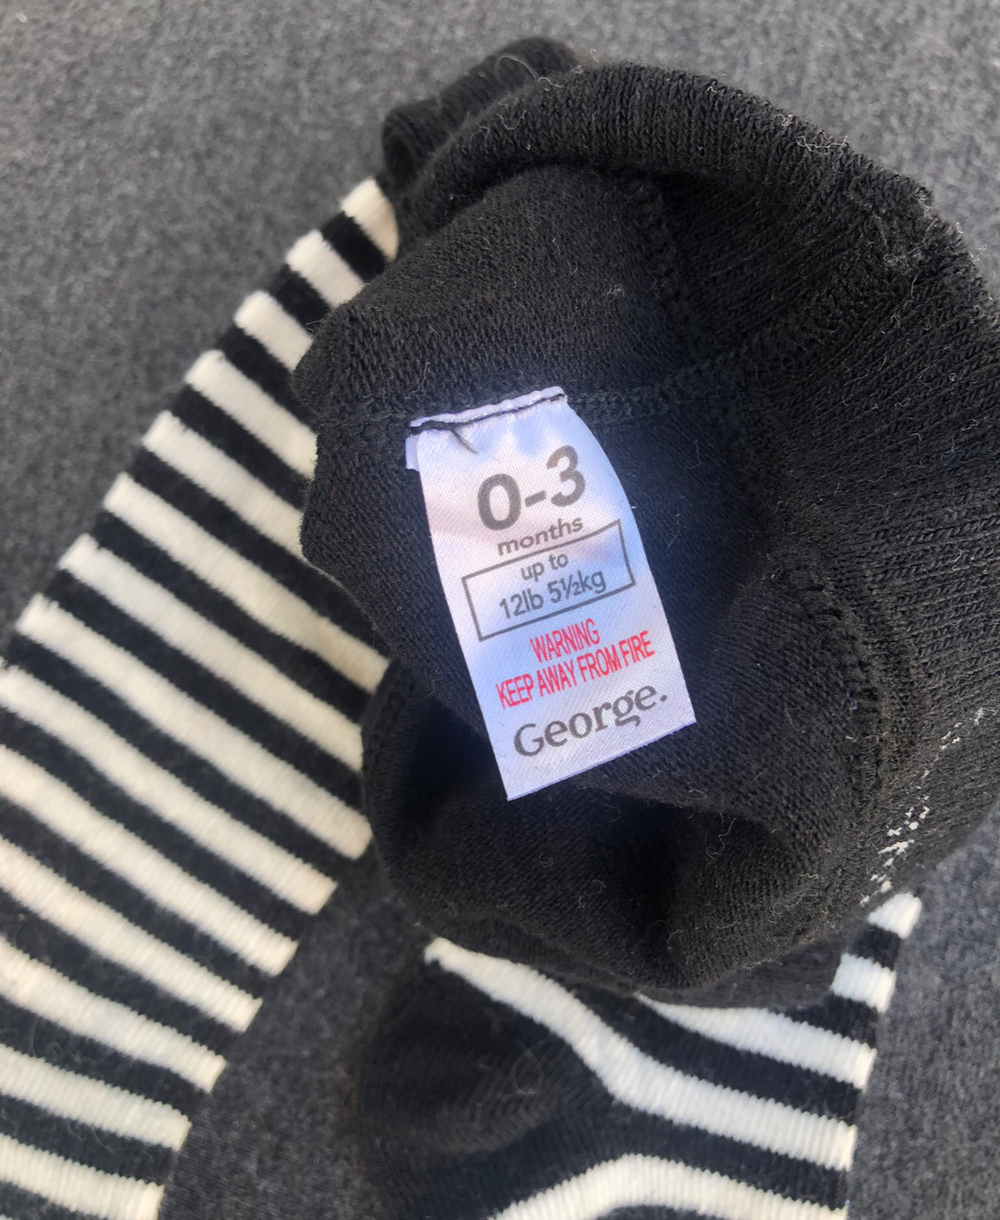 0-3
months
up to
12lb 5½kg
WARNING
KEEP AWAY FROM FIRE
George.